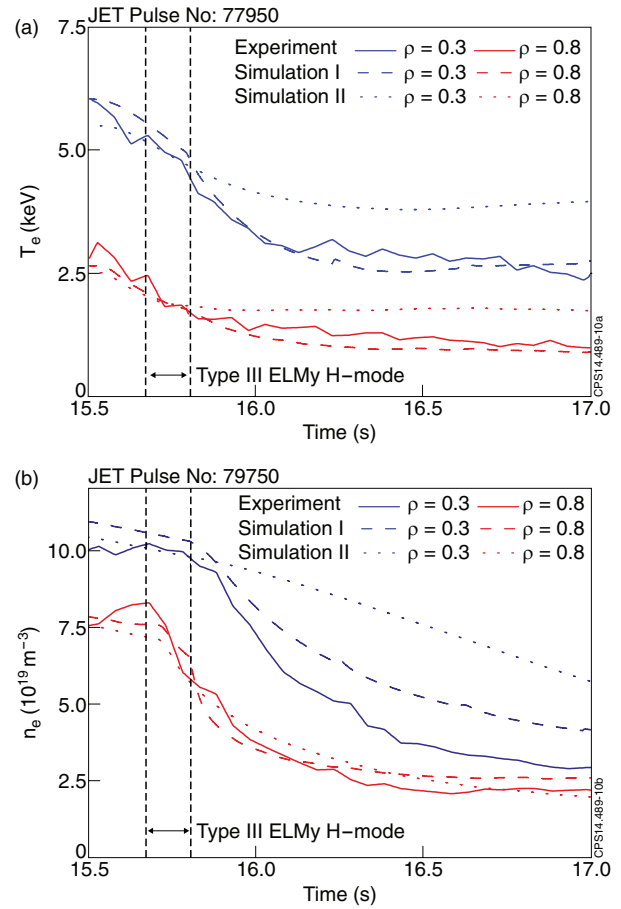 (a)
JET Pulse No: 77950
7.5
5.0
2.5
0
T_e (keV)
Experiment ρ = 0.3 ρ = 0.8
Simulation I ρ = 0.3 ρ = 0.8
Simulation II ρ = 0.3 ρ = 0.8
Type III ELMy H−mode
15.5 16.0 16.5 17.0
Time (s)
CPS14.489-10a
(b)
JET Pulse No: 79750
10.0
7.5
5.0
2.5
0
n_e (10^19 m^−3)
Experiment ρ = 0.3 ρ = 0.8
Simulation I ρ = 0.3 ρ = 0.8
Simulation II ρ = 0.3 ρ = 0.8
Type III ELMy H−mode
15.5 16.0 16.5 17.0
Time (s)
CPS14.489-10b